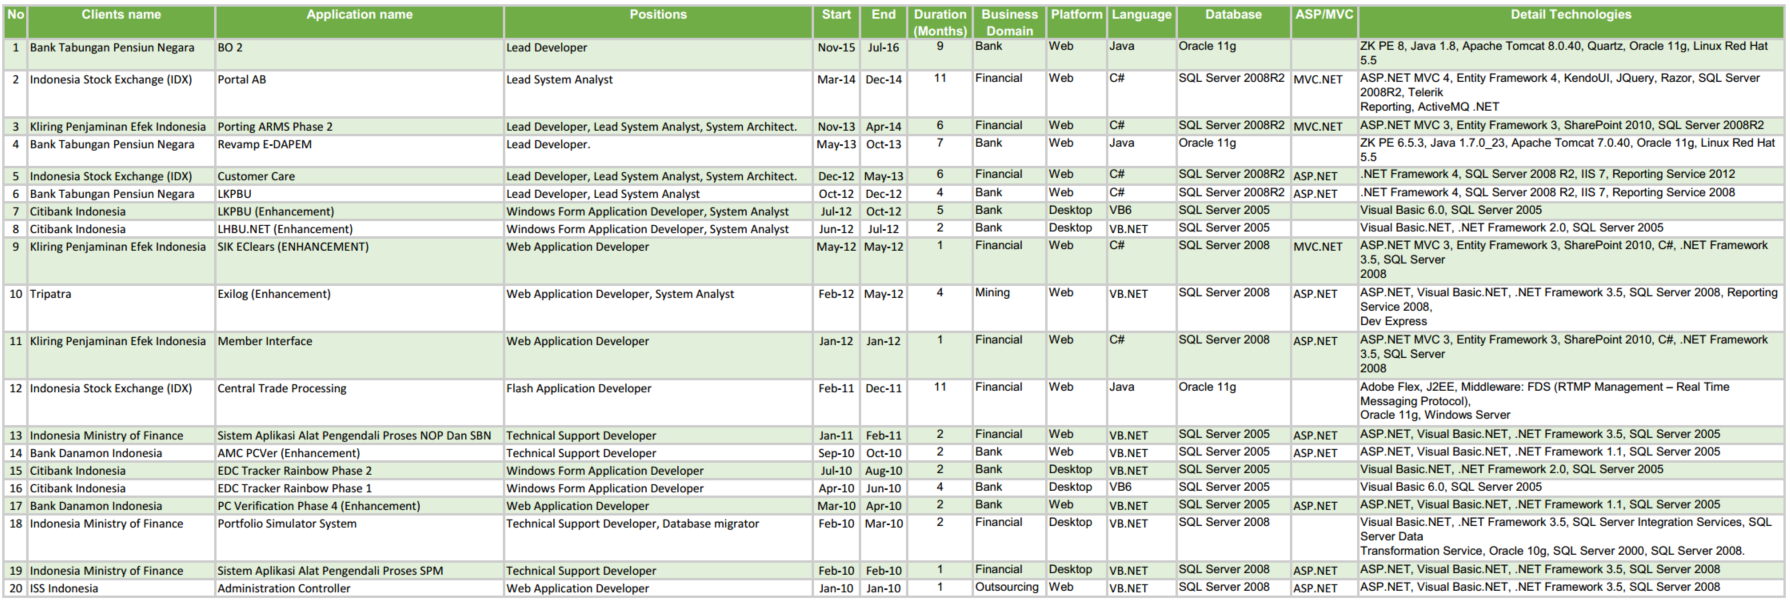 No Clients name Application name Positions Start End Duration (Months) Business Domain Platform Language Database ASP/MVC Detail Technologies
1 Bank Tabungan Pensiun Negara BO 2 Lead Developer Nov-15 Jul-16 9 Bank Web Java Oracle 11g ZK PE 8, Java 1.8, Apache Tomcat 8.0.40, Quartz, Oracle 11g, Linux Red Hat
5.5
2 Indonesia Stock Exchange (IDX) Portal AB Lead System Analyst Mar-14 Dec-14 11 Financial Web C# SQL Server 2008R2 MVC.NET ASP.NET MVC 4, Entity Framework 4, KendoUI, JQuery, Razor, SQL Server
2008R2, Telerik
Reporting, ActiveMQ .NET
3 Kliring Penjaminan Efek Indonesia Porting ARMS Phase 2 Lead Developer, Lead System Analyst, System Architect. Nov-13 Apr-14 6 Financial Web C# SQL Server 2008R2 MVC.NET ASP.NET MVC 3, Entity Framework 3, SharePoint 2010, SQL Server 2008R2
4 Bank Tabungan Pensiun Negara Revamp E-DAPEM Lead Developer. May-13 Oct-13 7 Bank Web Java Oracle 11g ZK PE 6.5.3, Java 1.7.0_23, Apache Tomcat 7.0.40, Oracle 11g, Linux Red Hat
5.5
5 Indonesia Stock Exchange (IDX) Customer Care Lead Developer, Lead System Analyst, System Architect. Dec-12 May-13 6 Financial Web C# SQL Server 2008R2 ASP.NET .NET Framework 4, SQL Server 2008 R2, IIS 7, Reporting Service 2012
6 Bank Tabungan Pensiun Negara LKPBU Lead Developer, Lead System Analyst Oct-12 Dec-12 4 Bank Web C# SQL Server 2008R2 ASP.NET .NET Framework 4, SQL Server 2008 R2, IIS 7, Reporting Service 2008
7 Citibank Indonesia LKPBU (Enhancement) Windows Form Application Developer, System Analyst Jul-12 Oct-12 5 Bank Desktop VB6 SQL Server 2005 Visual Basic 6.0, SQL Server 2005
8 Citibank Indonesia LHBU.NET (Enhancement) Windows Form Application Developer, System Analyst Jun-12 Jul-12 2 Bank Desktop VB.NET SQL Server 2005 Visual Basic.NET, .NET Framework 2.0, SQL Server 2005
9 Kliring Penjaminan Efek Indonesia SIK EClears (ENHANCEMENT) Web Application Developer May-12 May-12 1 Financial Web C# SQL Server 2008 MVC.NET ASP.NET MVC 3, Entity Framework 3, SharePoint 2010, C#, .NET Framework
3.5, SQL Server
2008
10 Tripatra Exilog (Enhancement) Web Application Developer, System Analyst Feb-12 May-12 4 Mining Web VB.NET SQL Server 2008 ASP.NET ASP.NET, Visual Basic.NET, .NET Framework 3.5, SQL Server 2008, Reporting
Service 2008,
Dev Express
11 Kliring Penjaminan Efek Indonesia Member Interface Web Application Developer Jan-12 Jan-12 1 Financial Web C# SQL Server 2008 ASP.NET ASP.NET MVC 3, Entity Framework 3, SharePoint 2010, C#, .NET Framework
3.5, SQL Server
2008
12 Indonesia Stock Exchange (IDX) Central Trade Processing Flash Application Developer Feb-11 Dec-11 11 Financial Web Java Oracle 11g Adobe Flex, J2EE, Middleware: FDS (RTMP Management – Real Time
Messaging Protocol),
Oracle 11g, Windows Server
13 Indonesia Ministry of Finance Sistem Aplikasi Alat Pengendali Proses NOP Dan SBN Technical Support Developer Jan-11 Feb-11 2 Financial Web VB.NET SQL Server 2005 ASP.NET ASP.NET, Visual Basic.NET, .NET Framework 3.5, SQL Server 2005
14 Bank Danamon Indonesia AMC PCVer (Enhancement) Technical Support Developer Sep-10 Oct-10 2 Bank Web VB.NET SQL Server 2005 ASP.NET ASP.NET, Visual Basic.NET, .NET Framework 1.1, SQL Server 2005
15 Citibank Indonesia EDC Tracker Rainbow Phase 2 Windows Form Application Developer Jul-10 Aug-10 2 Bank Desktop VB.NET SQL Server 2005 Visual Basic.NET, .NET Framework 2.0, SQL Server 2005
16 Citibank Indonesia EDC Tracker Rainbow Phase 1 Windows Form Application Developer Apr-10 Jun-10 4 Bank Desktop VB6 SQL Server 2005 Visual Basic 6.0, SQL Server 2005
17 Bank Danamon Indonesia PC Verification Phase 4 (Enhancement) Web Application Developer Mar-10 Apr-10 2 Bank Web VB.NET SQL Server 2005 ASP.NET ASP.NET, Visual Basic.NET, .NET Framework 1.1, SQL Server 2005
18 Indonesia Ministry of Finance Portfolio Simulator System Technical Support Developer, Database migrator Feb-10 Mar-10 2 Financial Desktop VB.NET SQL Server 2008 Visual Basic.NET, .NET Framework 3.5, SQL Server Integration Services, SQL
Server Data
Transformation Service, Oracle 10g, SQL Server 2000, SQL Server 2008.
19 Indonesia Ministry of Finance Sistem Aplikasi Alat Pengendali Proses SPM Technical Support Developer Feb-10 Feb-10 1 Financial Desktop VB.NET SQL Server 2008 ASP.NET ASP.NET, Visual Basic.NET, .NET Framework 3.5, SQL Server 2008
20 ISS Indonesia Administration Controller Web Application Developer Jan-10 Jan-10 1 Outsourcing Web VB.NET SQL Server 2008 ASP.NET ASP.NET, Visual Basic.NET, .NET Framework 3.5, SQL Server 2008